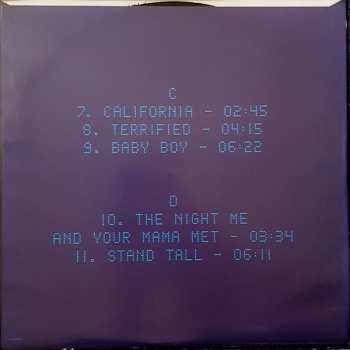 C
7. CALIFORNIA - 02:45
8. TERRIFIED - 04:15
9. BABY BOY - 06:22
D
10. THE NIGHT ME
AND YOUR MAMA MET - 03:34
11. STAND TALL - 06:11